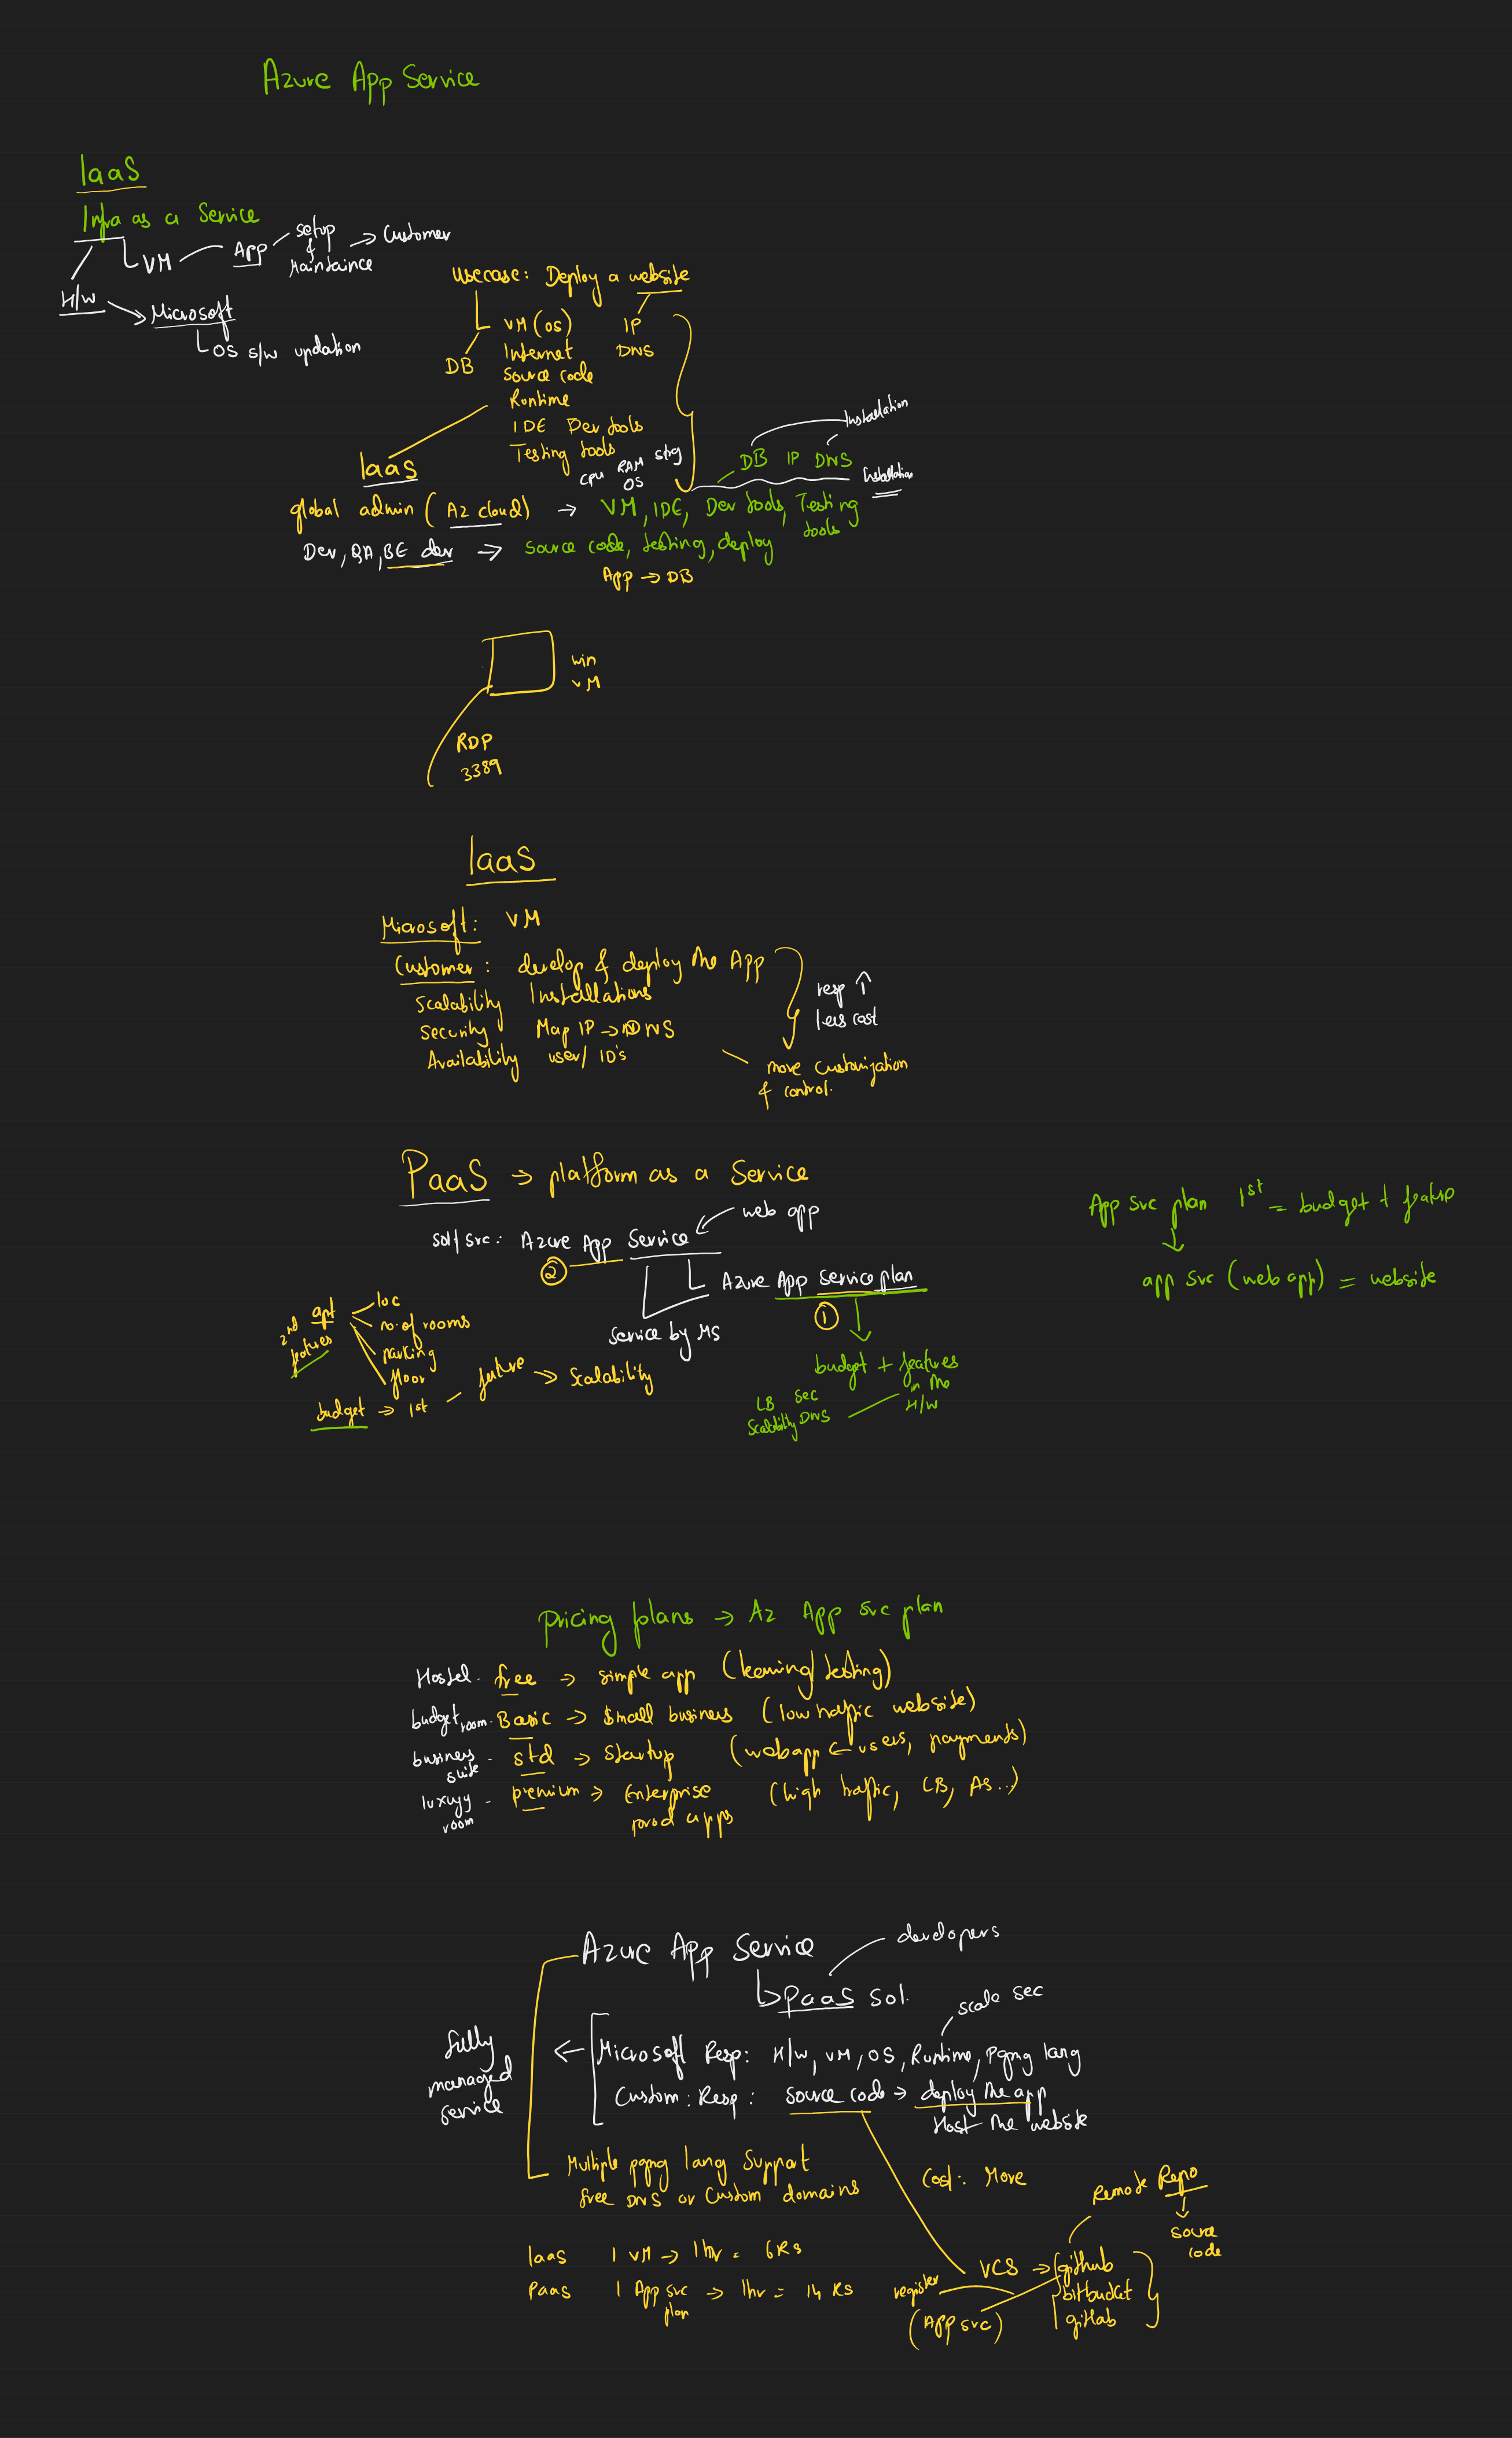 Azure App Service
IaaS
Infra as a Service
VM
App
setup
&
Maintaince
Customer
H/w
Microsoft
OS s/w updation
Usecase: Deploy a website
VM (OS)
IP
DB
Internet
DNS
Source code
Runtime
IDE Dev tools
Testing tools
IaaS
CPU RAM strg
OS
DB IP DNS
Installation
Installation
global admin (Az cloud) → VM, IDE, Dev tools, Testing tools
Dev, QA, BE dev → source code, testing, deploy
App → DB
win
VM
RDP
3389
IaaS
Microsoft: VM
Customer: develop & deploy the App
Scalability Installations
Security Map IP → DNS
Availability user/ID's
resp ↑
less cost
more customization
& control.
PaaS → platform as a Service
web app
sol/src: Azure App Service
②
Azure App service plan
①
Service by MS
budget + features
in the
H/w
LB Sec
Scalability DNS
App svc plan 1st = budget +
app svc (web app) = website
2nd apt
features
loc
no. of rooms
parking
floor
budget → 1st
future → Scalability
pricing plans → Az App svc plan
Hostel - free → simple app (learning/testing)
budget room - Basic → Small business (low traffic website)
business suite - std → startup (webapp ← users, payments)
luxury room - premium → Enterprise prod apps (high traffic, LB, AS...)
Azure App Service
developers
PaaS sol.
scale sec
fully
managed
service
Microsoft Resp: H/w, VM, OS, Runtime, pgmg lang
Custom: Resp: source code → deploy the app
Host the website
Multiple pgmg lang Support
free DNS or Custom domains
Cost: More
Remote Repo
source
code
IaaS 1 VM → 1hr = 6Rs
PaaS 1 App svc plan → 1hr = 14 Rs
register
(App svc)
VCS → github
bitbucket
gitlab